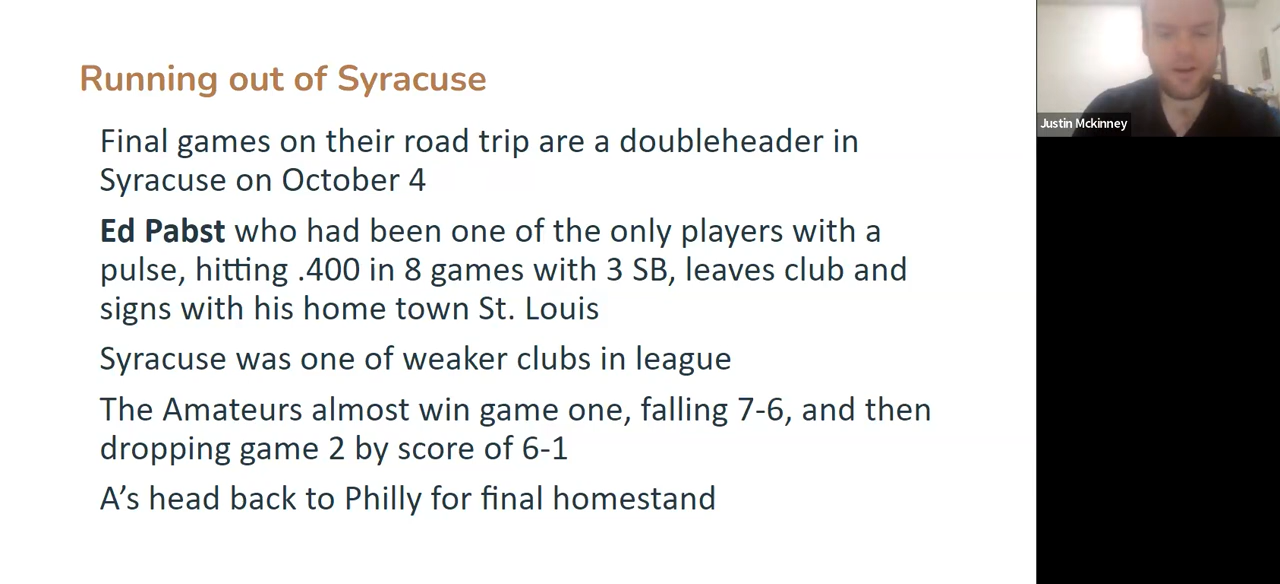 Running out of Syracuse
Final games on their road trip are a doubleheader in
Syracuse on October 4
Ed Pabst who had been one of the only players with a
pulse, hitting .400 in 8 games with 3 SB, leaves club and
signs with his home town St. Louis
Syracuse was one of weaker clubs in league
The Amateurs almost win game one, falling 7-6, and then
dropping game 2 by score of 6-1
A’s head back to Philly for final homestand
Justin Mckinney